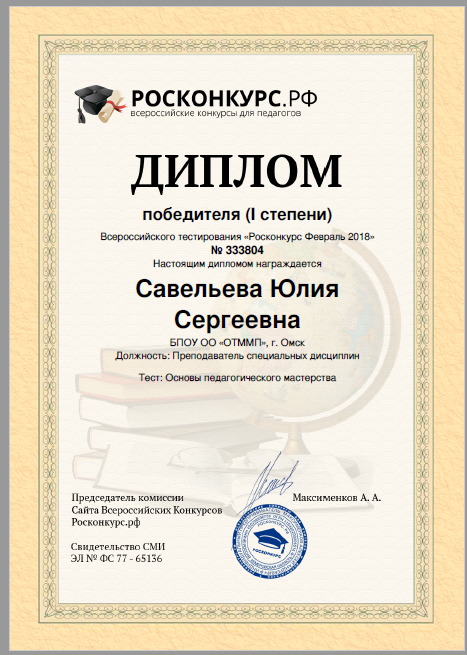 РОСКОНКУРС.РФ
всероссийские конкурсы для педагогов
ДИПЛОМ
победителя (I степени)
Всероссийского тестирования «Росконкурс Февраль 2018»
№ 333804
Настоящим дипломом награждается
Савельева Юлия
Сергеевна
БПОУ ОО «ОТММП», г. Омск
Должность: Преподаватель специальных дисциплин
Тест: Основы педагогического мастерства
Председатель комиссии
Сайта Всероссийских Конкурсов
Росконкурс.рф
Максименков А. А.
Свидетельство СМИ
ЭЛ № ФС 77 - 65136
РОСКОНКУРС